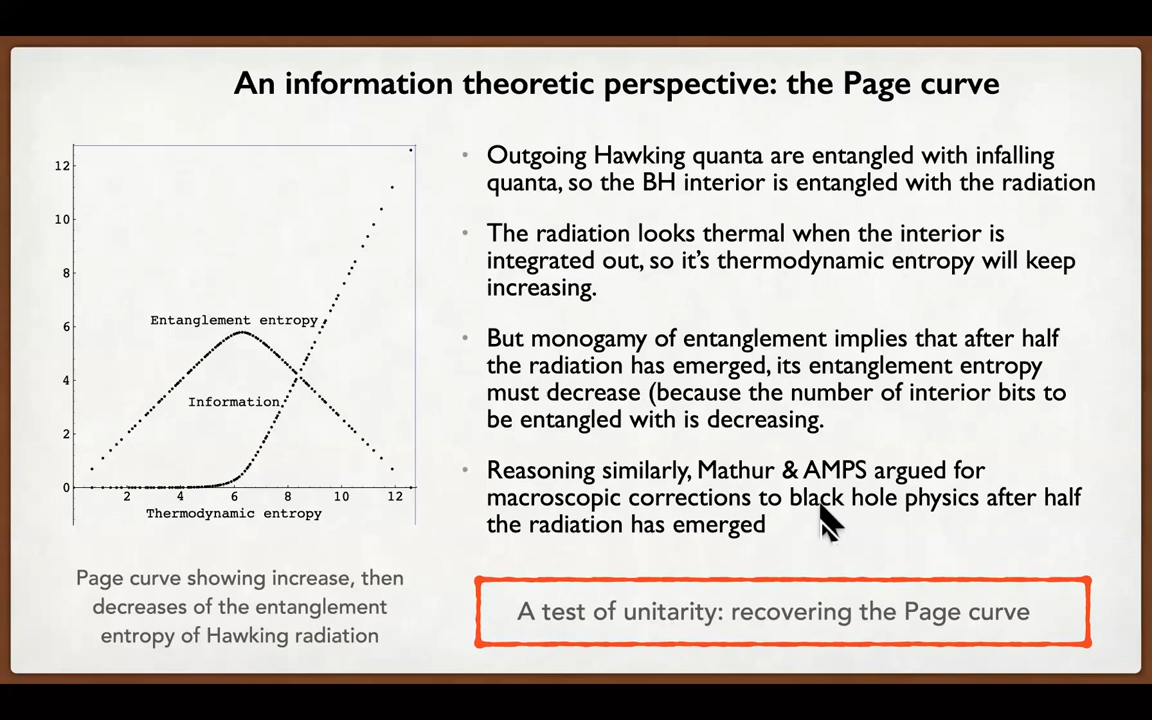 An information theoretic perspective: the Page curve
12
10
8
6
4
2
0
Entanglement entropy
Information
2 4 6 8 10 12
Thermodynamic entropy
Page curve showing increase, then
decreases of the entanglement
entropy of Hawking radiation
• Outgoing Hawking quanta are entangled with infalling
quanta, so the BH interior is entangled with the radiation
• The radiation looks thermal when the interior is
integrated out, so it’s thermodynamic entropy will keep
increasing.
• But monogamy of entanglement implies that after half
the radiation has emerged, its entanglement entropy
must decrease (because the number of interior bits to
be entangled with is decreasing.
• Reasoning similarly, Mathur & AMPS argued for
macroscopic corrections to black hole physics after half
the radiation has emerged
A test of unitarity: recovering the Page curve